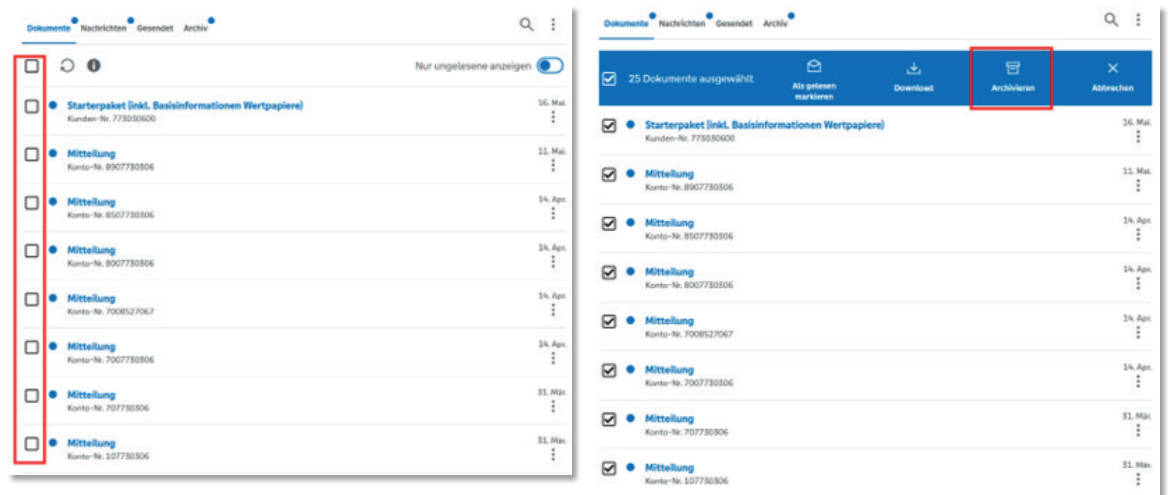 Dokumente Nachrichten Gesendet Archiv
Nur ungelesene anzeigen
Starterpaket (inkl. Basisinformationen Wertpapiere)
16. Mai.
Kunden-Nr. 773030600
Mitteilung
11. Mai.
Konto-Nr. 8907730306
Mitteilung
14. Apr.
Konto-Nr. 8507730306
Mitteilung
14. Apr.
Konto-Nr. 8007730306
Mitteilung
14. Apr.
Konto-Nr. 7008527067
Mitteilung
14. Apr.
Konto-Nr. 7007730306
Mitteilung
31. Mär.
Konto-Nr. 707730306
Mitteilung
31. Mär.
Konto-Nr. 107730306
Dokumente Nachrichten Gesendet Archiv
25 Dokumente ausgewählt
Als gelesen
markieren
Download
Archivieren
Abbrechen
Starterpaket (inkl. Basisinformationen Wertpapiere)
16. Mai.
Kunden-Nr. 773030600
Mitteilung
11. Mai.
Konto-Nr. 8907730306
Mitteilung
14. Apr.
Konto-Nr. 8507730306
Mitteilung
14. Apr.
Konto-Nr. 8007730306
Mitteilung
14. Apr.
Konto-Nr. 7008527067
Mitteilung
14. Apr.
Konto-Nr. 7007730306
Mitteilung
31. Mär.
Konto-Nr. 707730306
Mitteilung
31. Mär.
Konto-Nr. 107730306